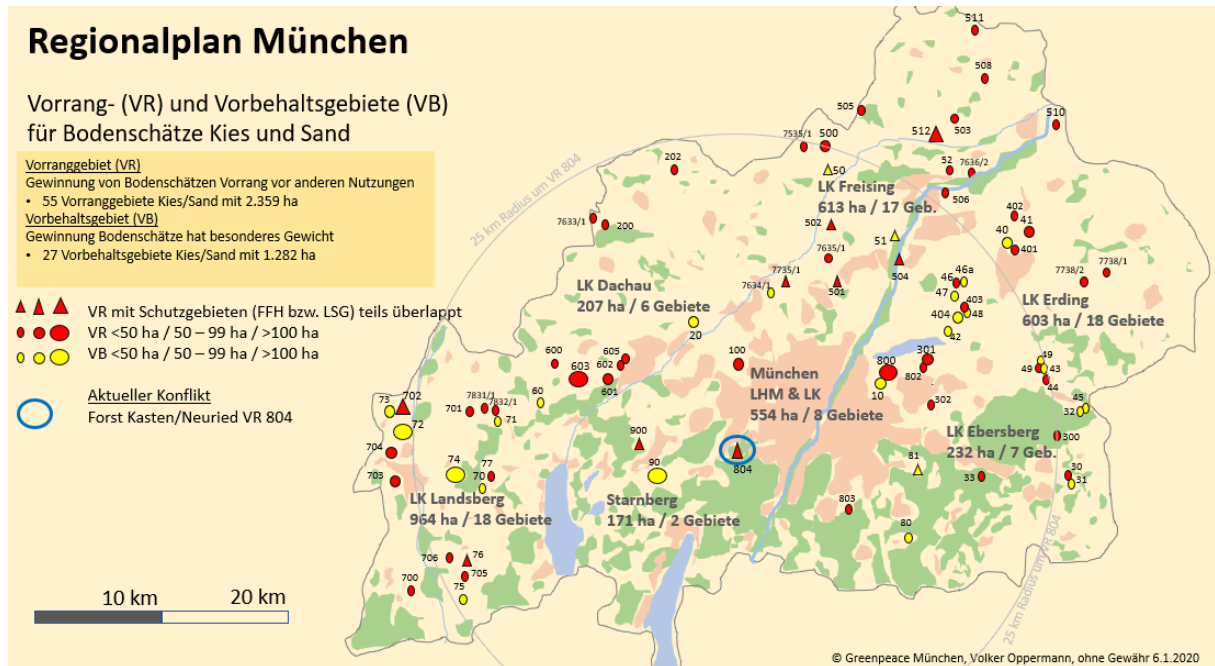 Regionalplan München
Vorrang- (VR) und Vorbehaltsgebiete (VB)
für Bodenschätze Kies und Sand
Vorranggebiet (VR)
Gewinnung von Bodenschätzen Vorrang vor anderen Nutzungen
• 55 Vorranggebiete Kies/Sand mit 2.359 ha
Vorbehaltsgebiet (VB)
Gewinnung Bodenschätze hat besonderes Gewicht
• 27 Vorbehaltsgebiete Kies/Sand mit 1.282 ha
VR mit Schutzgebieten (FFH bzw. LSG) teils überlappt
VR <50 ha / 50 – 99 ha / >100 ha
VB <50 ha / 50 – 99 ha / >100 ha
Aktueller Konflikt
Forst Kasten/Neuried VR 804
10 km
20 km
25 km Radius um VR 804
25 km Radius um VR 804
511
508
505
503
510
512
7535/1
500
50
52
7636/2
506
LK Freising
613 ha / 17 Geb.
202
7633/1
200
502
51
504
7635/1
501
7735/1
7634/1
402
41
40
401
46
46a
47
403
404
48
42
7738/2
7738/1
LK Erding
603 ha / 18 Gebiete
LK Dachau
207 ha / 6 Gebiete
20
600
603
605
602
601
60
100
München
LHM & LK
554 ha / 8 Gebiete
800
10
301
802
302
49
49
43
44
45
32
300
30
31
33
LK Ebersberg
232 ha / 7 Geb.
81
80
803
73
702
72
704
703
701
7831/1
7832/1
71
74
77
70
LK Landsberg
964 ha / 18 Gebiete
900
90
804
Starnberg
171 ha / 2 Gebiete
706
76
705
75
700
© Greenpeace München, Volker Oppermann, ohne Gewähr 6.1.2020